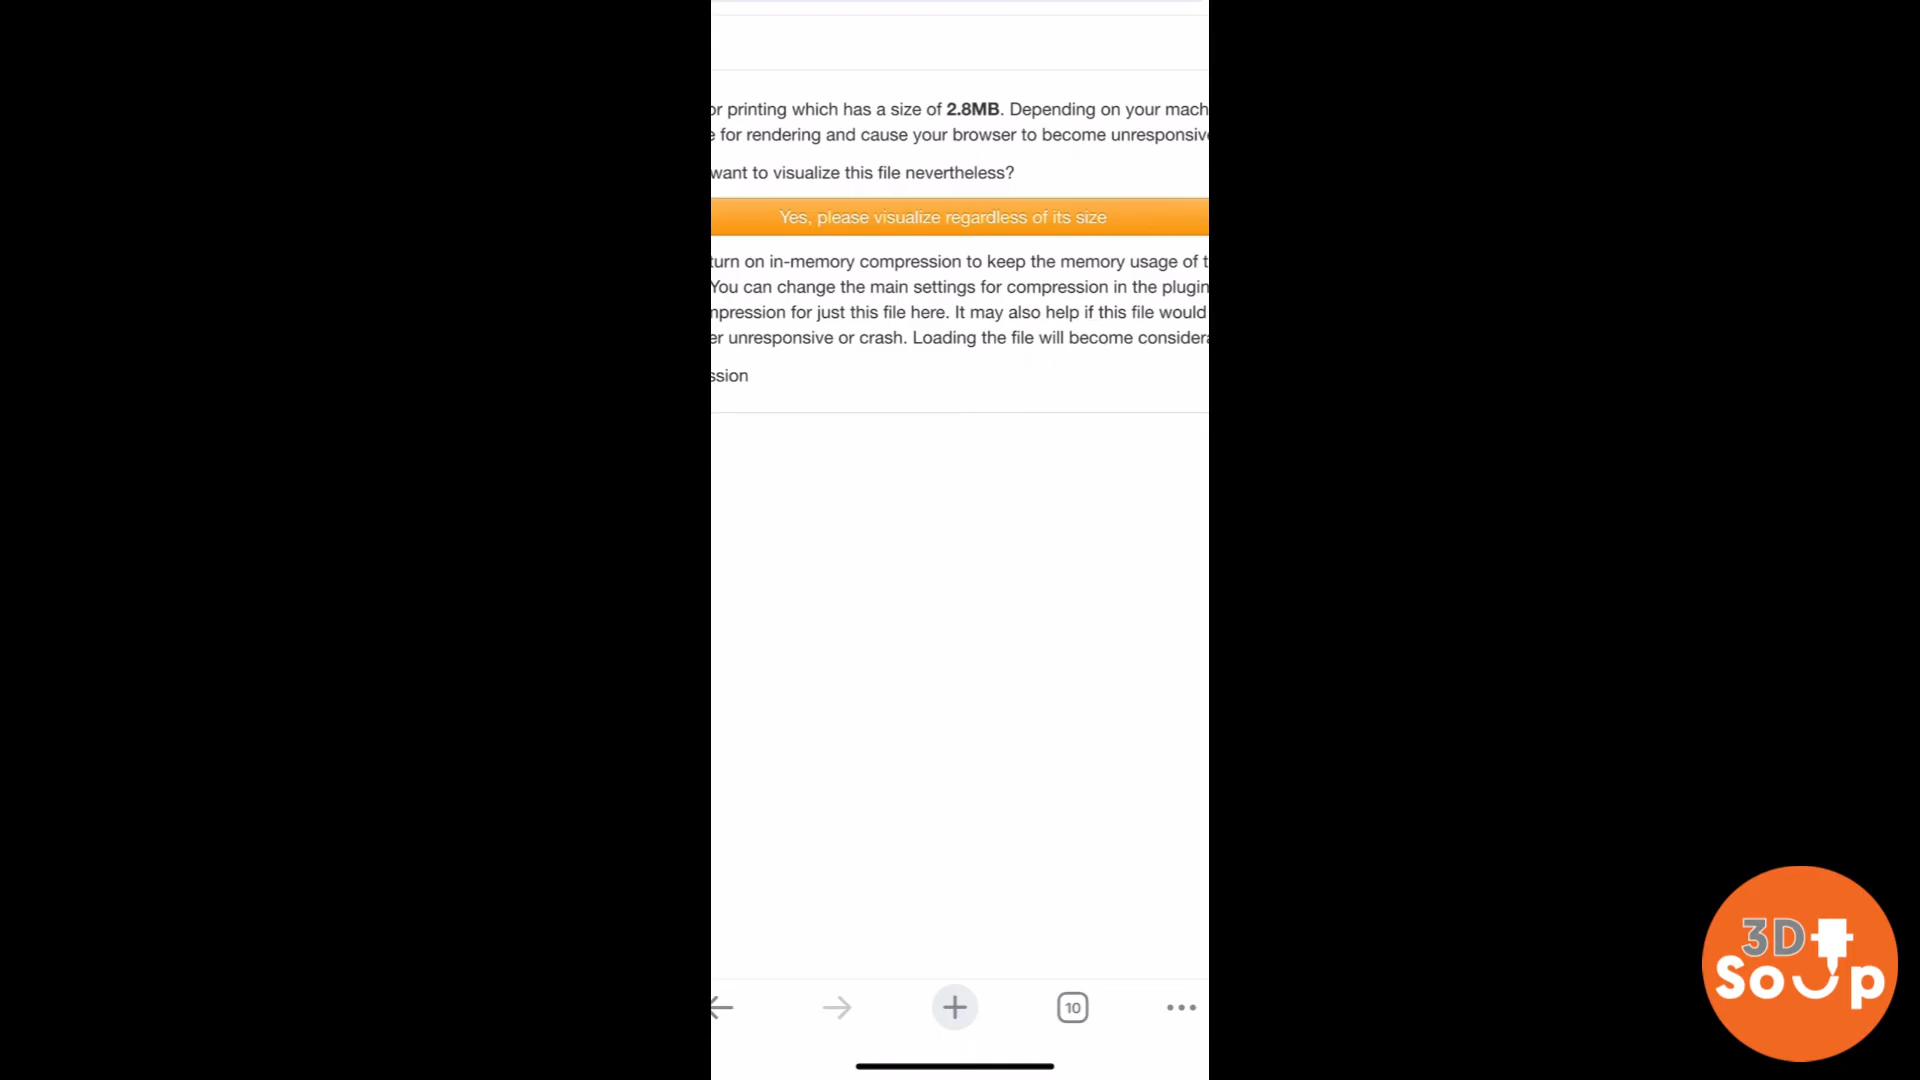 or printing which has a size of 2.8MB. Depending on your mach
for rendering and cause your browser to become unresponsive
want to visualize this file nevertheless?
Yes, please visualize regardless of its size
turn on in-memory compression to keep the memory usage of t
You can change the main settings for compression in the plugin
mpression for just this file here. It may also help if this file would
er unresponsive or crash. Loading the file will become considera
ssion
10
3D
Soup